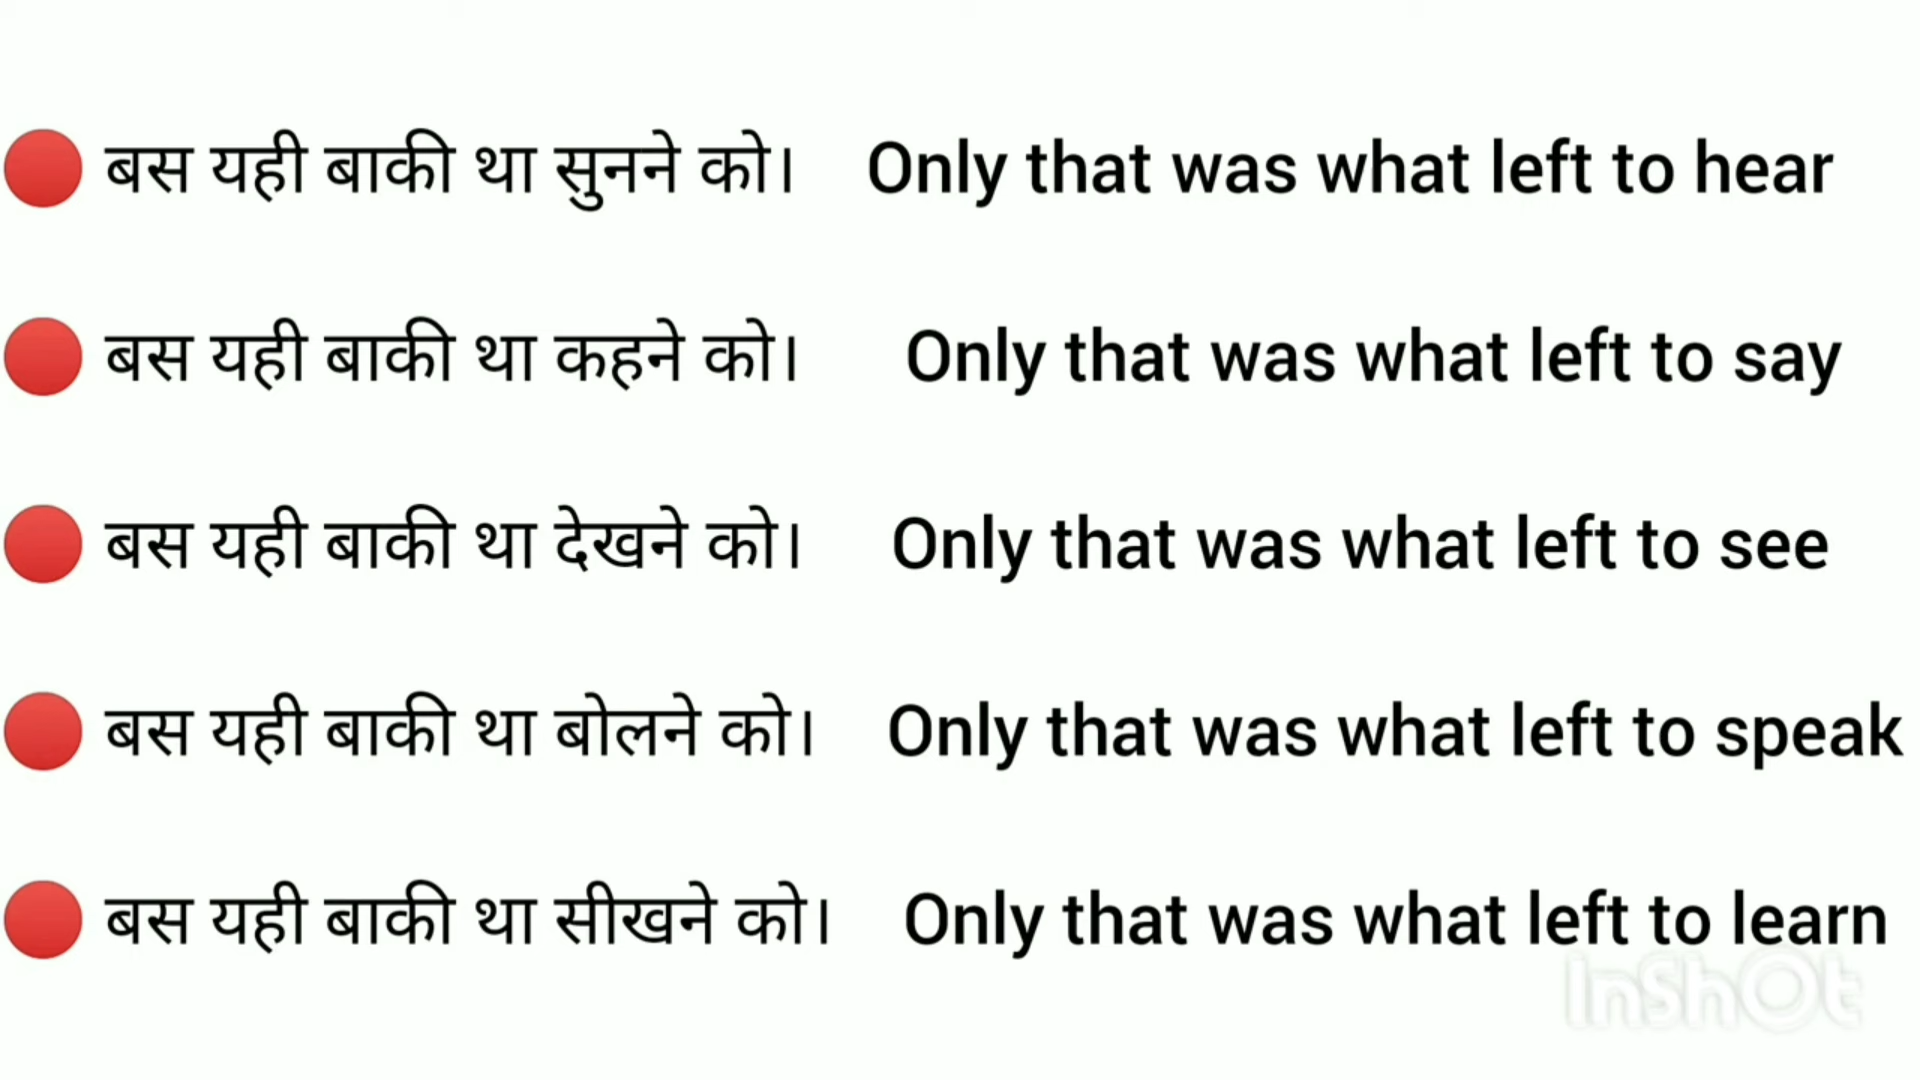 बस यही बाकी था सुनने को। Only that was what left to hear
बस यही बाकी था कहने को। Only that was what left to say
बस यही बाकी था देखने को। Only that was what left to see
बस यही बाकी था बोलने को। Only that was what left to speak
बस यही बाकी था सीखने को। Only that was what left to learn
InShOt